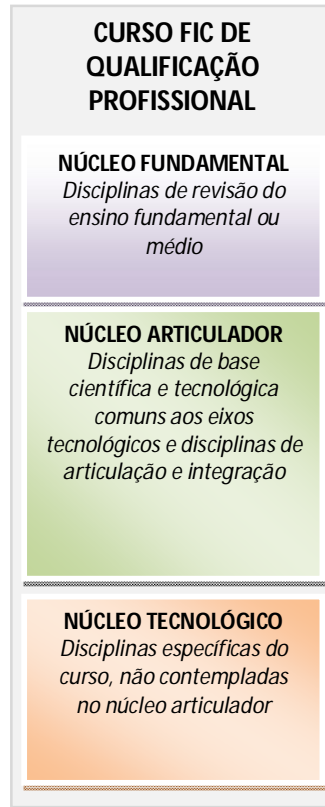 CURSO FIC DE
QUALIFICAÇÃO
PROFISSIONAL
NÚCLEO FUNDAMENTAL
Disciplinas de revisão do
ensino fundamental ou
médio
NÚCLEO ARTICULADOR
Disciplinas de base
científica e tecnológica
comuns aos eixos
tecnológicos e disciplinas de
articulação e integração
NÚCLEO TECNOLÓGICO
Disciplinas específicas do
curso, não contempladas
no núcleo articulador